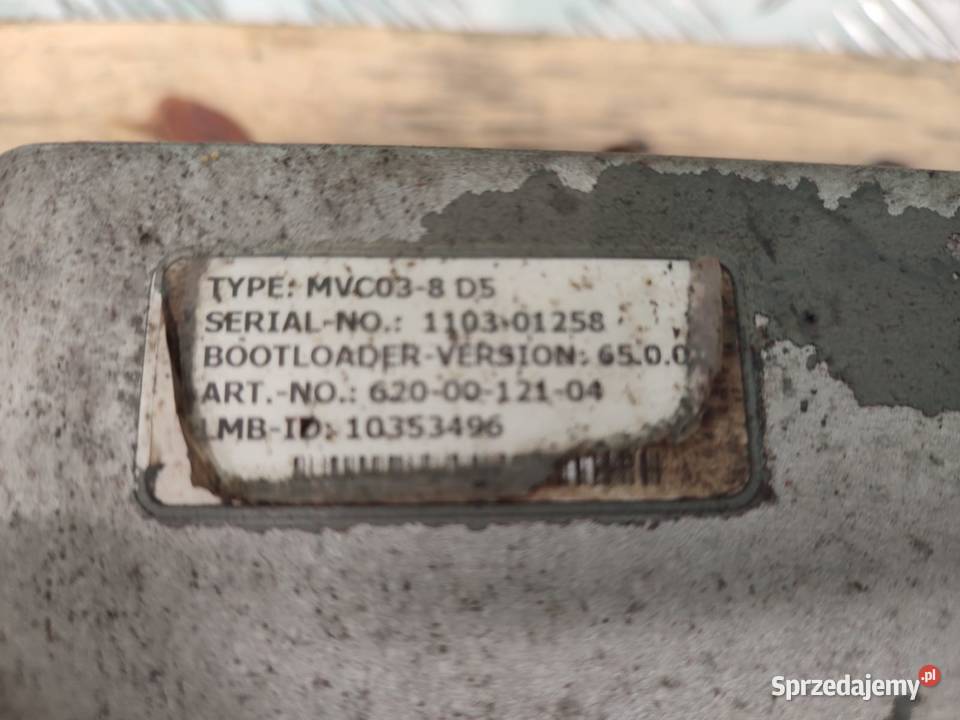 TYPE: MVC03-8 D5
SERIAL-NO.: 1103-01258
BOOTLOADER-VERSION: 65.0.0
ART.-NO.: 620-00-121-04
LMB-ID: 10353496
Sprzedajemy.pl